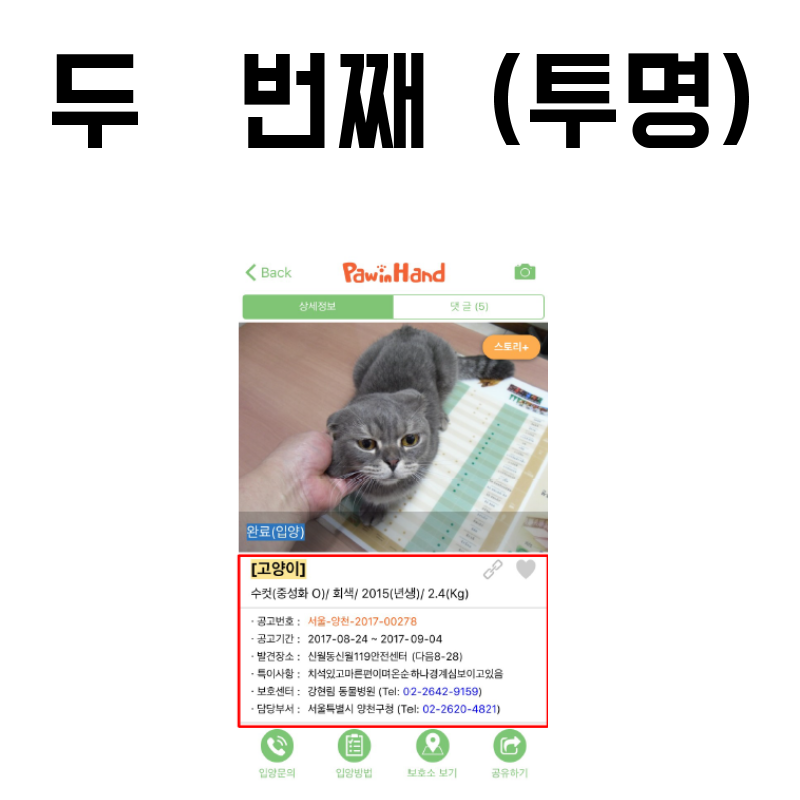 두 번째 (투명)
Back
PawinHand
상세정보
댓글 (5)
스토리+
완료(입양)
[고양이]
수컷(중성화 O)/ 회색/ 2015(년생)/ 2.4(Kg)
· 공고번호 : 서울-양천-2017-00278
· 공고기간 : 2017-08-24 ~ 2017-09-04
· 발견장소 : 신월동신월119안전센터 (다음8-28)
· 특이사항 : 치석있고마른편이며온순하나경계심보이고있음
· 보호센터 : 강현림 동물병원 (Tel: 02-2642-9159)
· 담당부서 : 서울특별시 양천구청 (Tel: 02-2620-4821)
입양문의
입양방법
보호소 보기
공유하기